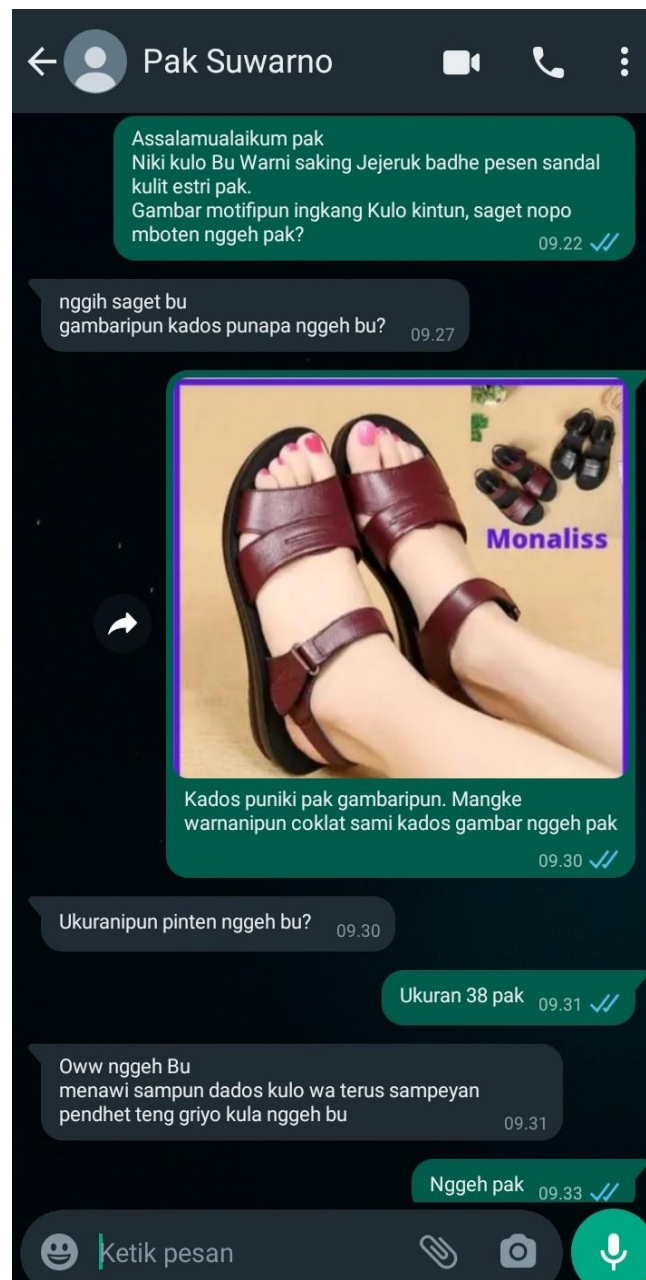 Pak Suwarno
Assalamualaikum pak
Niki kulo Bu Warni saking Jejeruk badhe pesen sandal
kulit estri pak.
Gambar motifipun ingkang Kulo kintun, saget nopo
mboten nggeh pak?
09.22
nggih saget bu
gambaripun kados punapa nggeh bu?
09.27
Monaliss
Kados puniki pak gambaripun. Mangke
warnanipun coklat sami kados gambar nggeh pak
09.30
Ukuranipun pinten nggeh bu?
09.30
Ukuran 38 pak
09.31
Oww nggeh Bu
menawi sampun dados kulo wa terus sampeyan
pendhet teng griyo kula nggeh bu
09.31
Nggeh pak
09.33
Ketik pesan